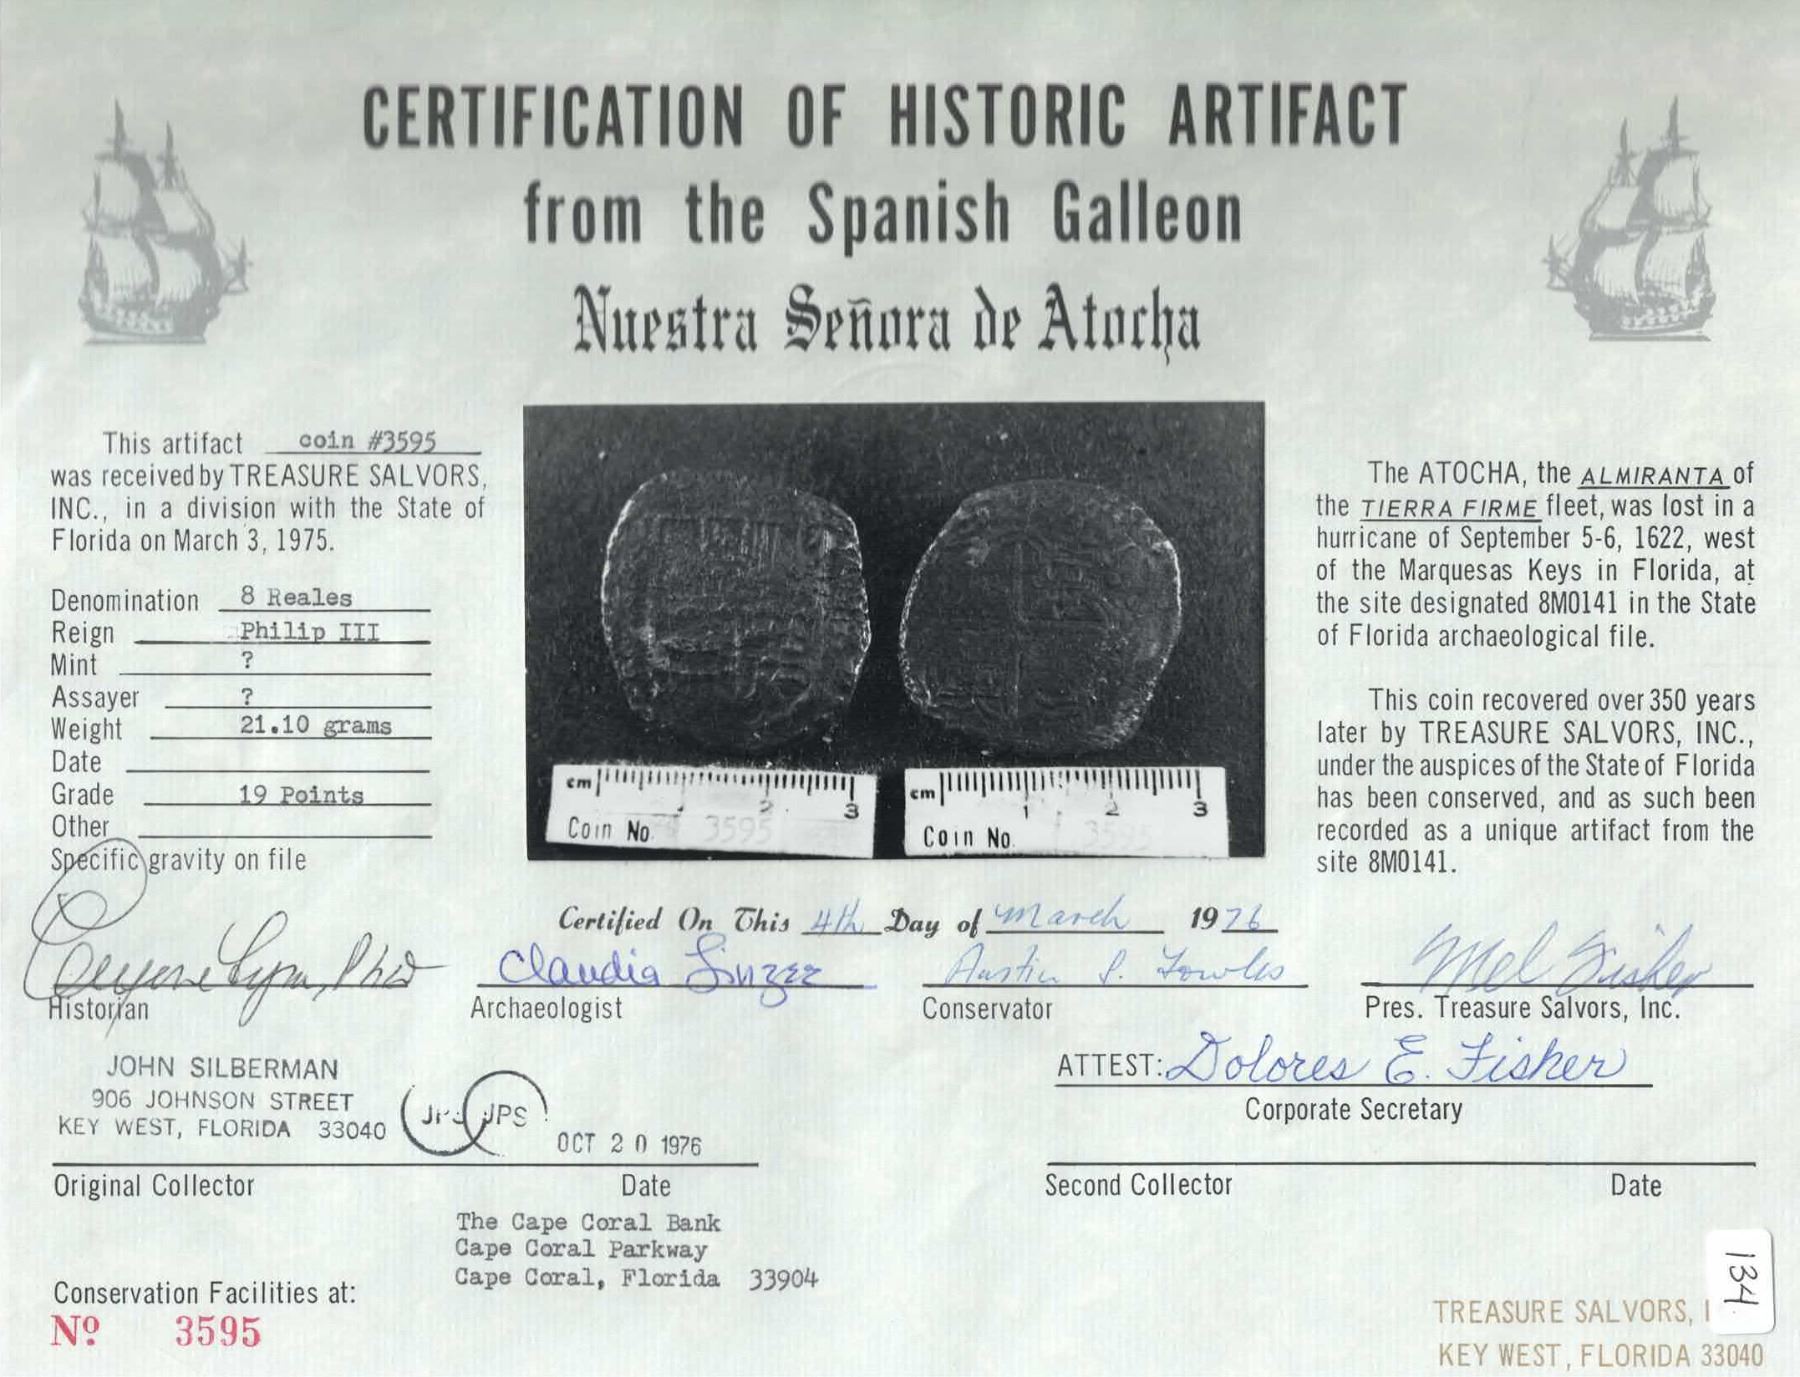 CERTIFICATION OF HISTORIC ARTIFACT
from the Spanish Galleon
Nuestra Señora de Atocha
This artifact coin #3595
was received by TREASURE SALVORS,
INC., in a division with the State of
Florida on March 3, 1975.
Denomination 8 Reales
Reign Philip III
Mint ?
Assayer ?
Weight 21.10 grams
Date
Grade 19 Points
Other
Specific gravity on file
cm 1 2 3
Coin No. 3595
cm 1 2 3
Coin No. 3595
The ATOCHA, the ALMIRANTA of
the TIERRA FIRME fleet, was lost in a
hurricane of September 5-6, 1622, west
of the Marquesas Keys in Florida, at
the site designated 8M0141 in the State
of Florida archaeological file.
This coin recovered over 350 years
later by TREASURE SALVORS, INC.,
under the auspices of the State of Florida
has been conserved, and as such been
recorded as a unique artifact from the
site 8M0141.
Certified On This 4th Day of March 1976
Eugene Lyon, PhD
Historian
Claudia Linzee
Archaeologist
Austin P. Fowles
Conservator
Mel Fisher
Pres. Treasure Salvors, Inc.
ATTEST: Dolores E. Fisher
Corporate Secretary
JOHN SILBERMAN
906 JOHNSON STREET
KEY WEST, FLORIDA 33040
JPS JPS
OCT 20 1976
Original Collector Date
Second Collector Date
The Cape Coral Bank
Cape Coral Parkway
Cape Coral, Florida 33904
Conservation Facilities at:
Nº 3595
134
TREASURE SALVORS, I
KEY WEST, FLORIDA 33040